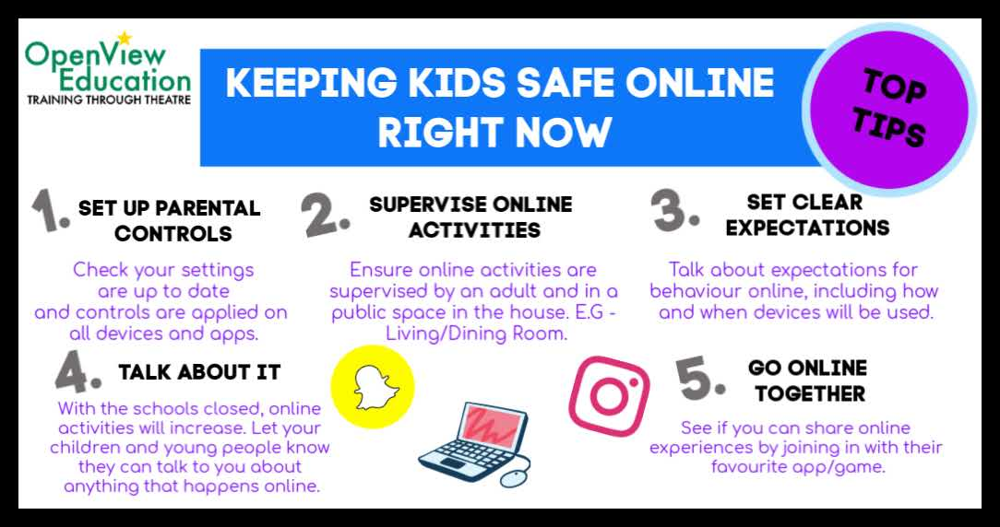 OpenView
Education
TRAINING THROUGH THEATRE
KEEPING KIDS SAFE ONLINE
RIGHT NOW
TOP
TIPS
1. SET UP PARENTAL
CONTROLS
Check your settings
are up to date
and controls are applied on
all devices and apps.
2. SUPERVISE ONLINE
ACTIVITIES
Ensure online activities are
supervised by an adult and in a
public space in the house. E.G -
Living/Dining Room.
3. SET CLEAR
EXPECTATIONS
Talk about expectations for
behaviour online, including how
and when devices will be used.
4. TALK ABOUT IT
With the schools closed, online
activities will increase. Let your
children and young people know
they can talk to you about
anything that happens online.
5. GO ONLINE
TOGETHER
See if you can share online
experiences by joining in with their
favourite app/game.